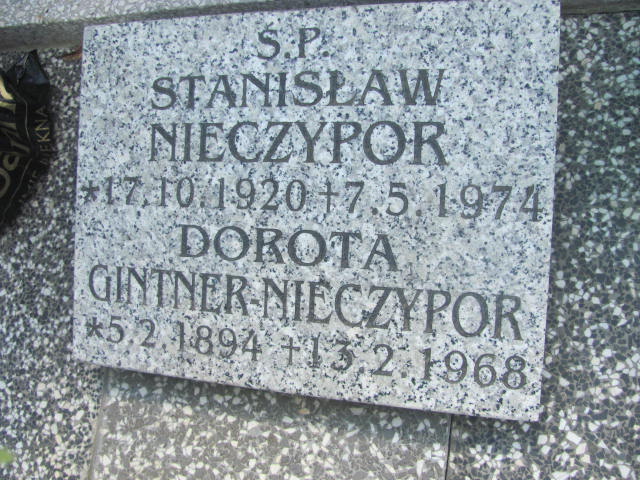 Ś.P.
STANISŁAW
NIECZYPOR
*17.10.1920 +7.5.1974
DOROTA
GINTNER-NIECZYPOR
*5.2.1894 +13.2.1968